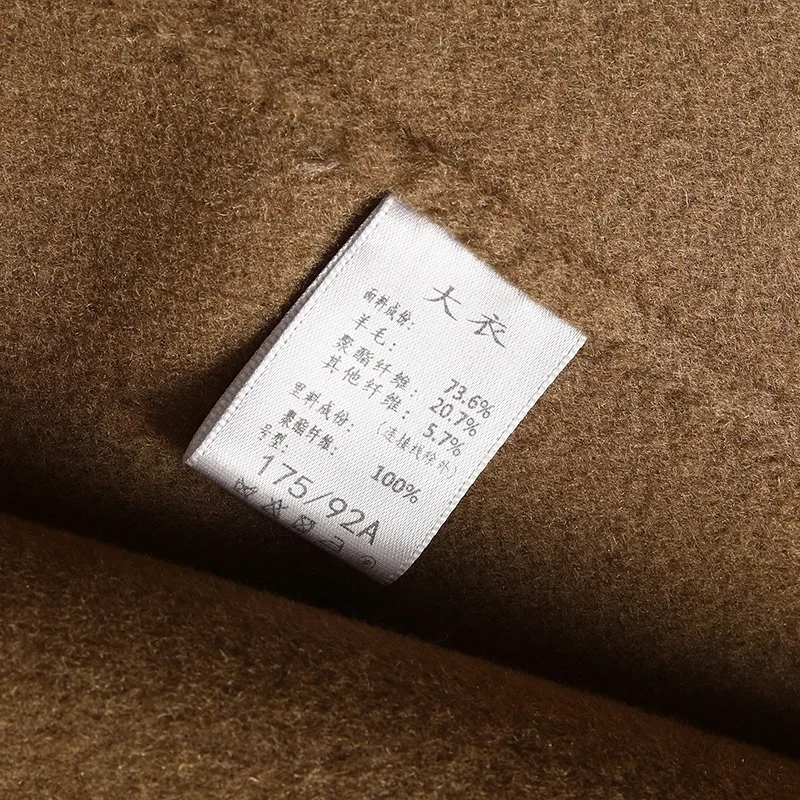 大衣
面料成份:
羊毛: 73.6%
聚酯纤维: 20.7%
其他纤维: 5.7%
(连接线除外)
里料成份:
聚酯纤维: 100%
号型:
175/92A